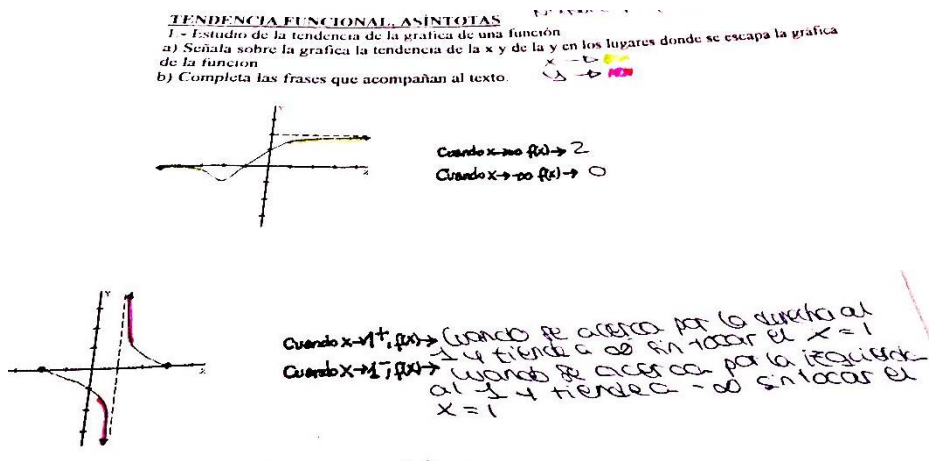 TENDENCIA FUNCIONAL. ASÍNTOTAS
1.- Estudio de la tendencia de la grafica de una función
a) Señala sobre la grafica la tendencia de la x y de la y en los lugares donde se escapa la gráfica
de la funcion
x →
b) Completa las frases que acompañan al texto.
y →
Y
X
Cuando x→∞ f(x)→ 2
Cuando x→-∞ f(x)→ 0
Y
X
Cuando x→1⁺, f(x)→ Cuando se acerca por la derecha al
1 y tiende a ∞ sin tocar el x = 1
Cuando x→1⁻, f(x)→ Cuando se acerca por la izquierda
al 1 y tiende a -∞ sin tocar el
x = 1